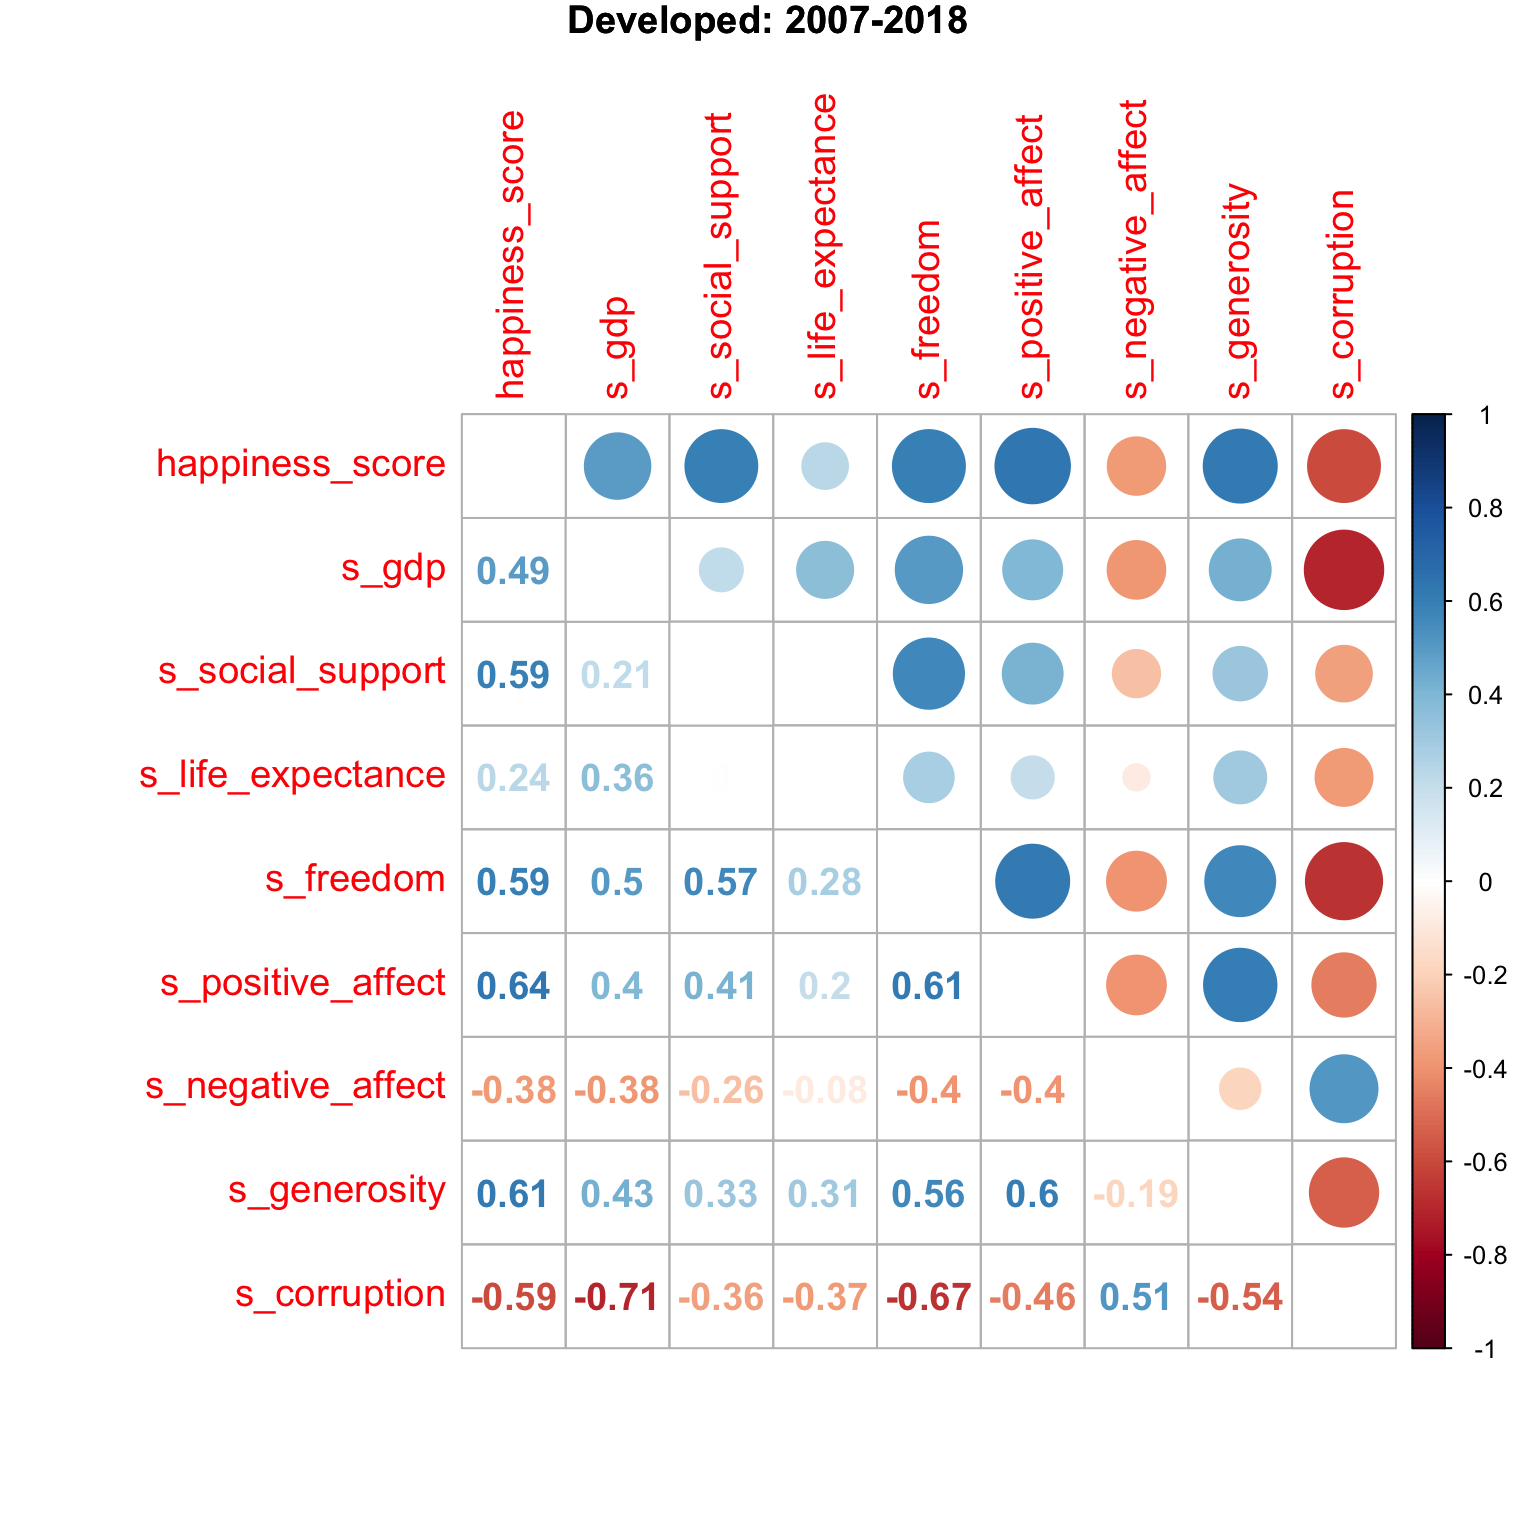 Developed: 2007-2018
happiness_score s_gdp s_social_support s_life_expectance s_freedom s_positive_affect s_negative_affect s_generosity s_corruption
happiness_score 1
s_gdp 0.49 0.8
s_social_support 0.59 0.21 0.6
s_life_expectance 0.24 0.36 0.4
0.2
s_freedom 0.59 0.5 0.57 0.28 0
s_positive_affect 0.64 0.4 0.41 0.2 0.61 -0.2
s_negative_affect -0.38 -0.38 -0.26 -0.08 -0.4 -0.4 -0.4
s_generosity 0.61 0.43 0.33 0.31 0.56 0.6 -0.19 -0.6
-0.8
s_corruption -0.59 -0.71 -0.36 -0.37 -0.67 -0.46 0.51 -0.54
-1